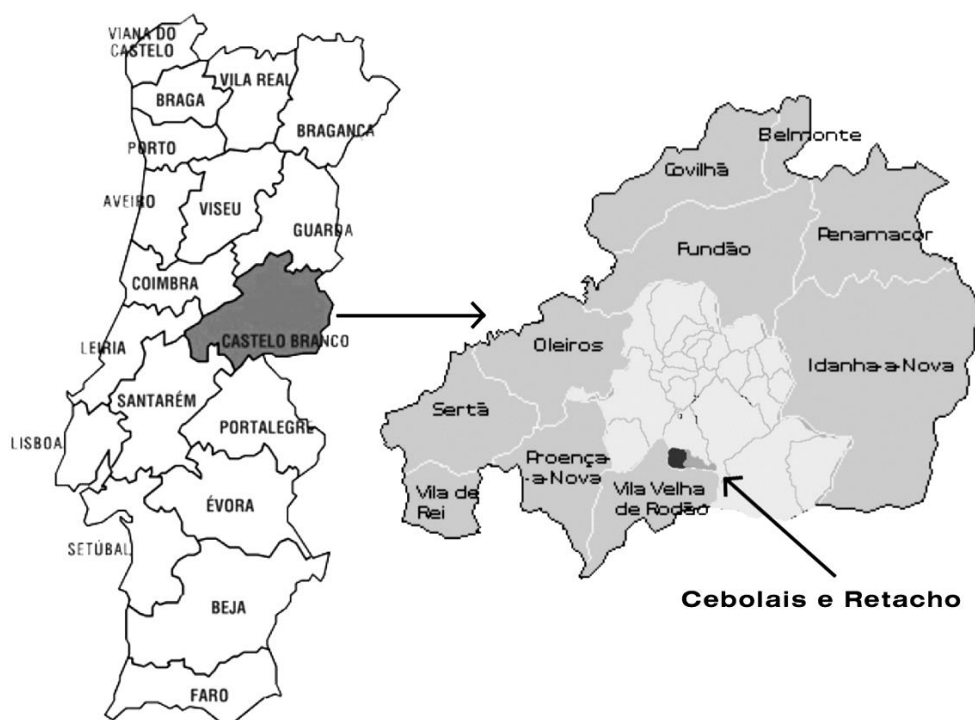 VIANA DO
CASTELO
BRAGA
VILA REAL
BRAGANCA
PORTO
AVEIRO
VISEU
GUARDA
COIMBRA
CASTELO BRANCO
LEIRIA
SANTARÉM
PORTALEGRE
LISBOA
ÉVORA
SETÚBAL
BEJA
FARO
Belmonte
Covilhã
Fundão
Penamacor
Oleiros
Idanha-a-Nova
Sertã
Proença-
-a-Nova
Vila de
Rei
Vila Velha
de Rodão
Cebolais e Retacho